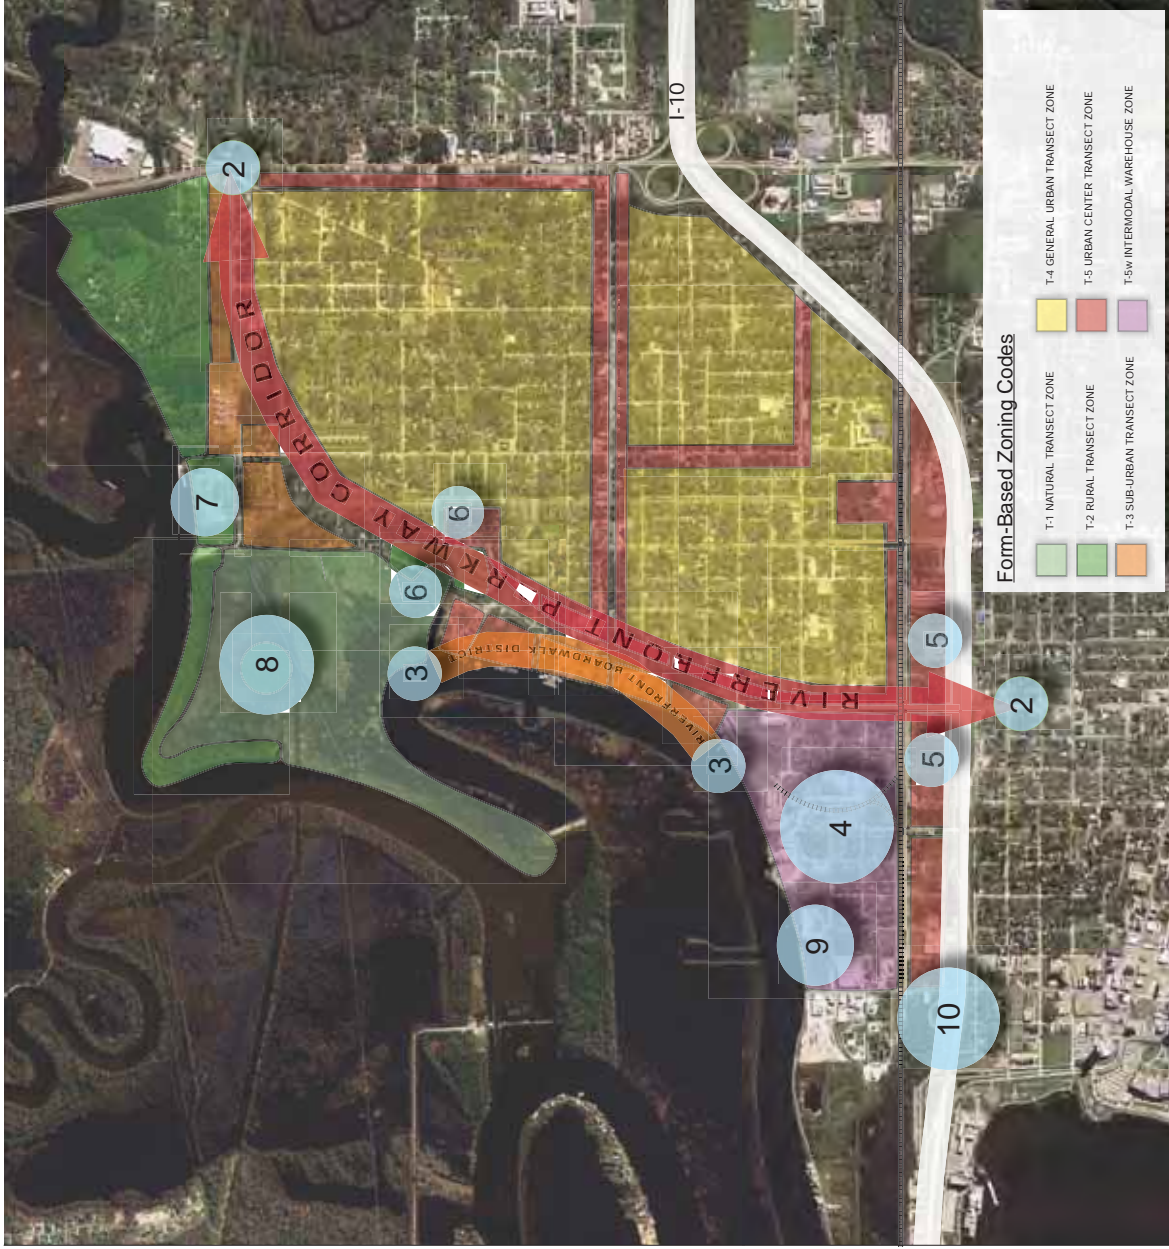 7
2
8
3
6
6
RIVERFRONT P RKWAY CORRIDOR
RIVERFRONT BOARDWALK DISTRICT
I-10
3
9
4
5
5
10
2
Form-Based Zoning Codes
T-1 NATURAL TRANSECT ZONE
T-2 RURAL TRANSECT ZONE
T-3 SUB-URBAN TRANSECT ZONE
T-4 GENERAL URBAN TRANSECT ZONE
T-5 URBAN CENTER TRANSECT ZONE
T-5w INTERMODAL WAREHOUSE ZONE